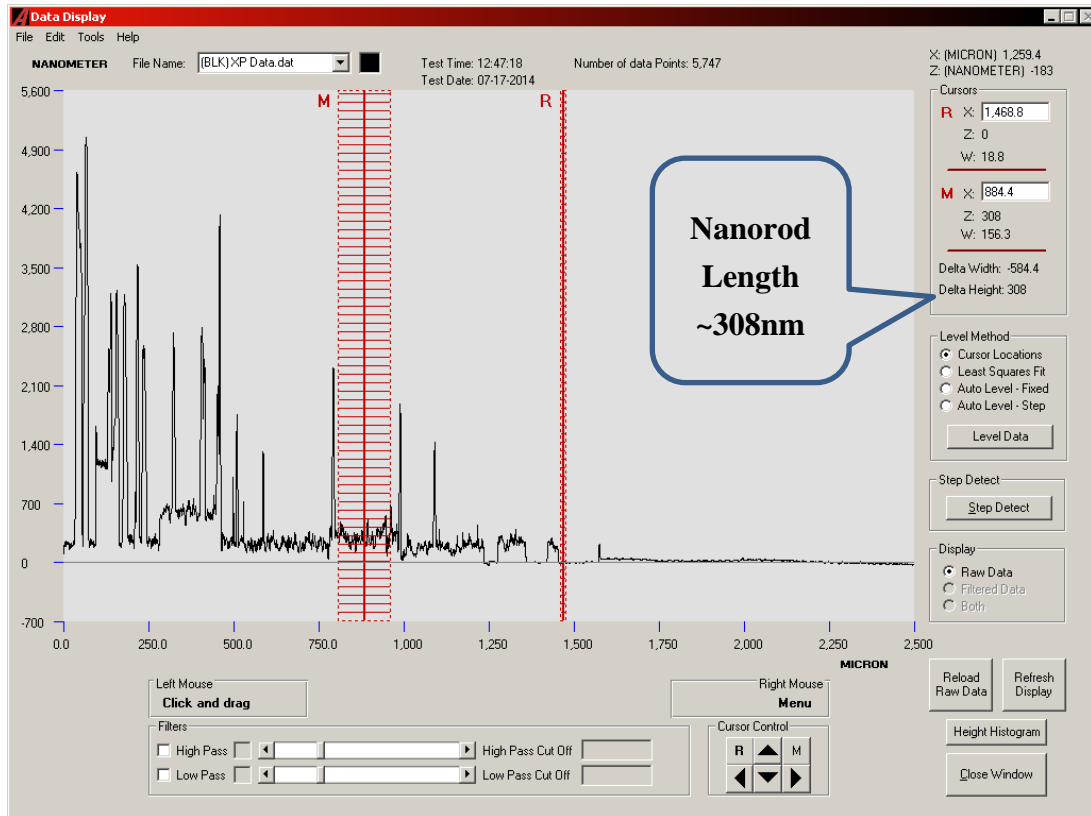 Data Display
File Edit Tools Help
NANOMETER File Name: (BLK) XP Data.dat Test Time: 12:47:18 Number of data Points: 5,747
Test Date: 07-17-2014
X: (MICRON) 1,259.4
Z: (NANOMETER) -183
Cursors
R X: 1,468.8
Z: 0
W: 18.8
M X: 884.4
Z: 308
W: 156.3
Delta Width: -584.4
Delta Height: 308
Level Method
Cursor Locations
Least Squares Fit
Auto Level - Fixed
Auto Level - Step
Level Data
Step Detect
Step Detect
Display
Raw Data
Filtered Data
Both
Reload Raw Data
Refresh Display
Height Histogram
Close Window
M R
Nanorod
Length
~308nm
5,600
4,900
4,200
3,500
2,800
2,100
1,400
700
0
-700
0.0 250.0 500.0 750.0 1,000 1,250 1,500 1,750 2,000 2,250 2,500
MICRON
Left Mouse
Click and drag
Right Mouse
Menu
Filters
High Pass High Pass Cut Off
Low Pass Low Pass Cut Off
Cursor Control
R M